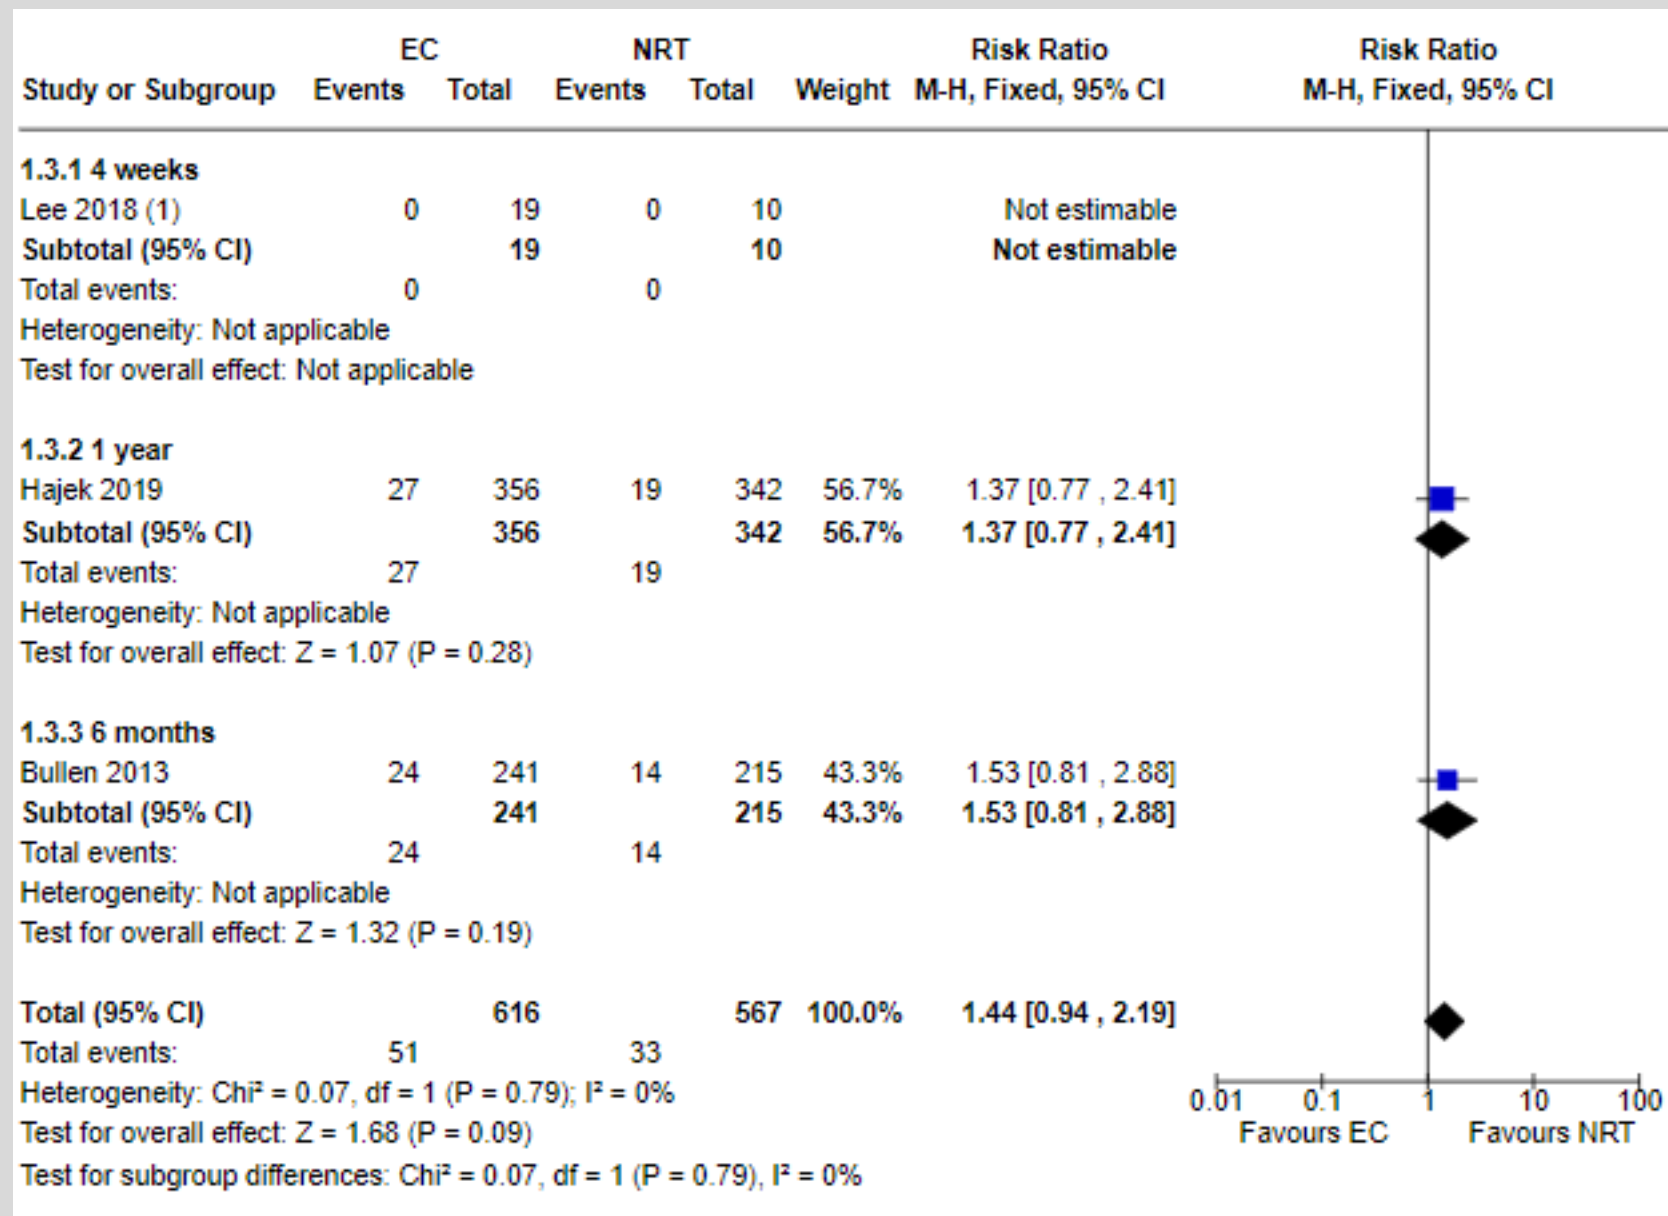 EC NRT Risk Ratio Risk Ratio
Study or Subgroup Events Total Events Total Weight M-H, Fixed, 95% CI M-H, Fixed, 95% CI
1.3.1 4 weeks
Lee 2018 (1) 0 19 0 10 Not estimable
Subtotal (95% CI) 19 10 Not estimable
Total events: 0 0
Heterogeneity: Not applicable
Test for overall effect: Not applicable
1.3.2 1 year
Hajek 2019 27 356 19 342 56.7% 1.37 [0.77 , 2.41]
Subtotal (95% CI) 356 342 56.7% 1.37 [0.77 , 2.41]
Total events: 27 19
Heterogeneity: Not applicable
Test for overall effect: Z = 1.07 (P = 0.28)
1.3.3 6 months
Bullen 2013 24 241 14 215 43.3% 1.53 [0.81 , 2.88]
Subtotal (95% CI) 241 215 43.3% 1.53 [0.81 , 2.88]
Total events: 24 14
Heterogeneity: Not applicable
Test for overall effect: Z = 1.32 (P = 0.19)
Total (95% CI) 616 567 100.0% 1.44 [0.94 , 2.19]
Total events: 51 33
Heterogeneity: Chi² = 0.07, df = 1 (P = 0.79); I² = 0%
0.01 0.1 1 10 100
Test for overall effect: Z = 1.68 (P = 0.09) Favours EC Favours NRT
Test for subgroup differences: Chi² = 0.07, df = 1 (P = 0.79), I² = 0%